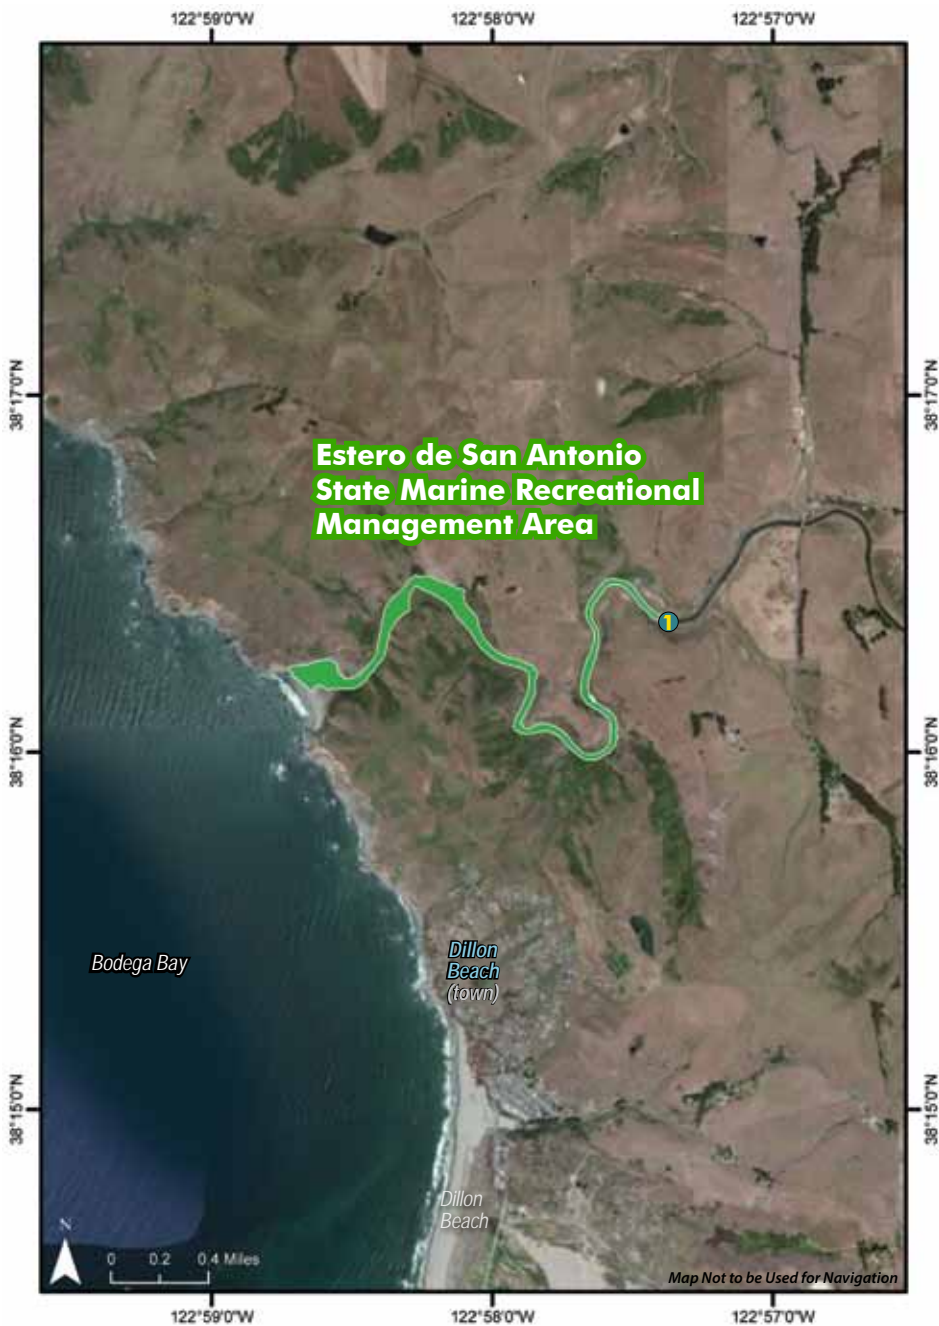 122°59'0"W 122°58'0"W 122°57'0"W
38°17'0"N 38°17'0"N
Estero de San Antonio
State Marine Recreational
Management Area
1
38°16'0"N 38°16'0"N
Dillon
Beach
(town)
Bodega Bay
38°15'0"N 38°15'0"N
Dillon
Beach
N
0 0.2 0.4 Miles
Map Not to be Used for Navigation
122°59'0"W 122°58'0"W 122°57'0"W